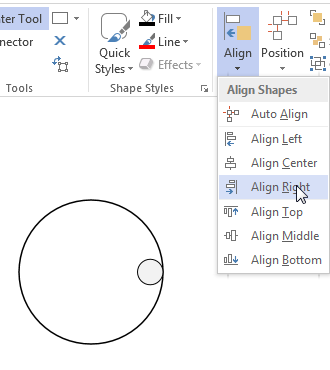 ter Tool
nnector
Tools
Quick
Styles
Fill
Line
Effects
Shape Styles
Align
Position
Align Shapes
Auto Align
Align Left
Align Center
Align Right
Align Top
Align Middle
Align Bottom